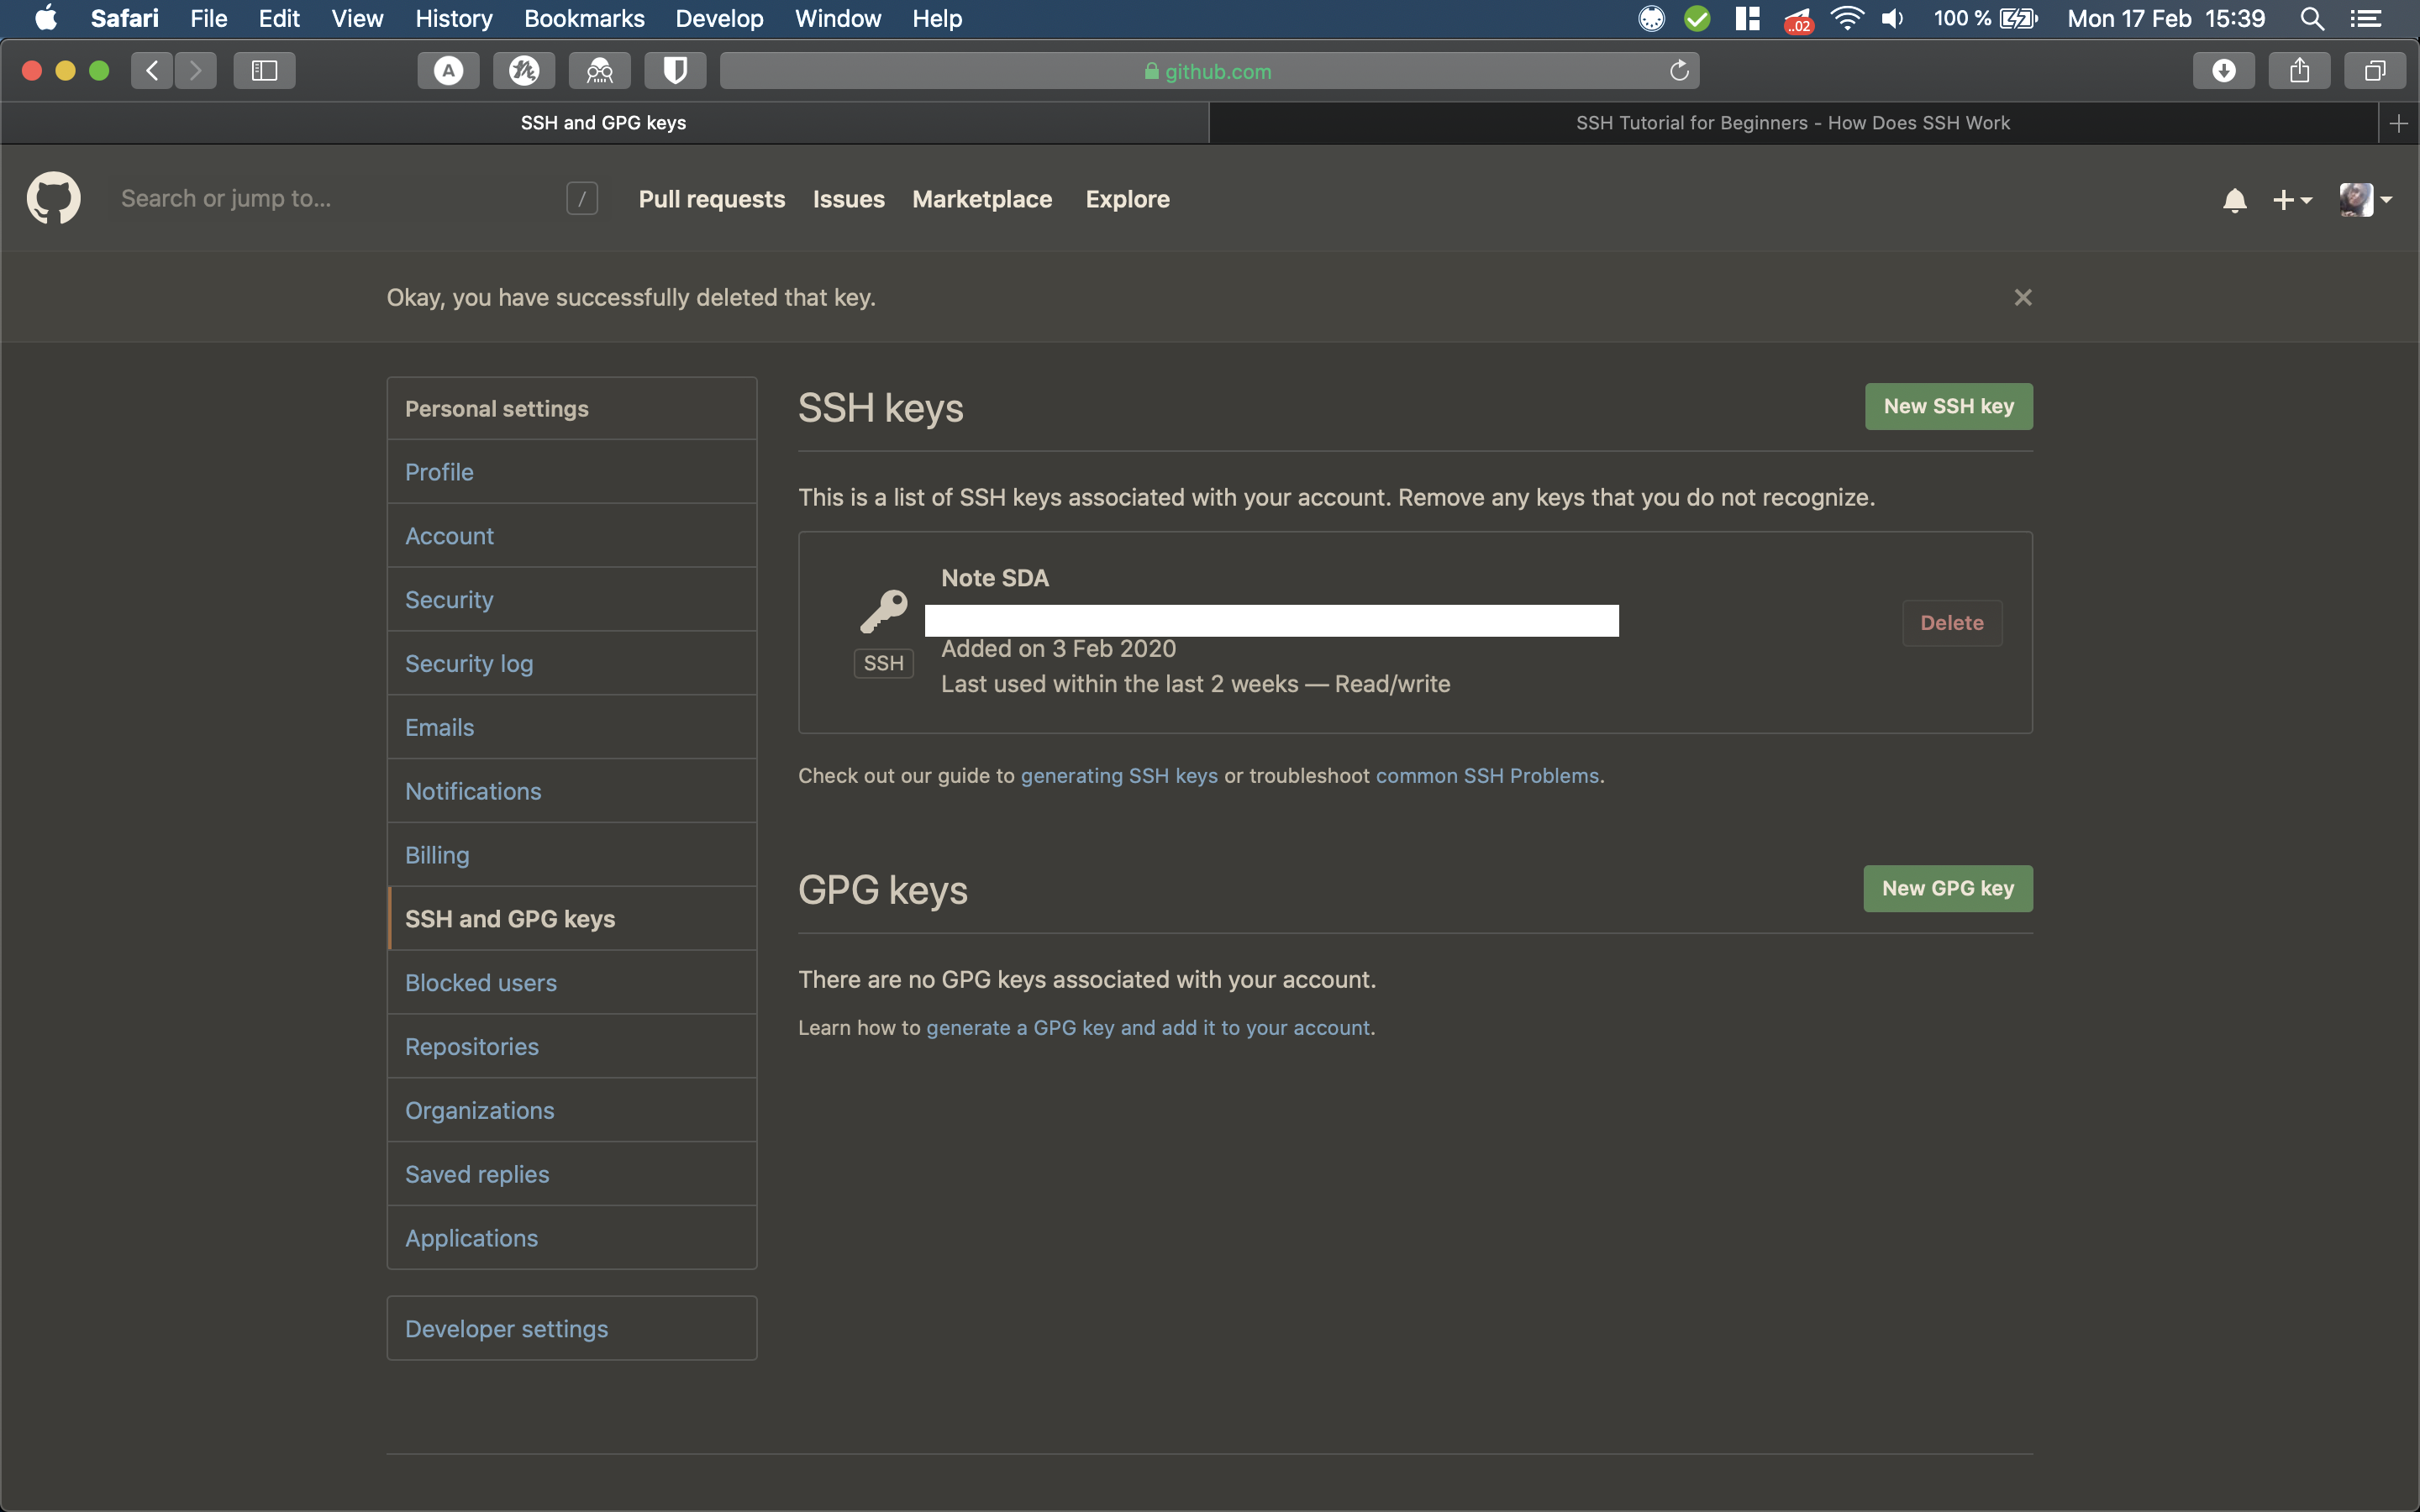 Safari File Edit View History Bookmarks Develop Window Help ..02 100 % Mon 17 Feb 15:39
A github.com
SSH and GPG keys SSH Tutorial for Beginners - How Does SSH Work
Search or jump to... / Pull requests Issues Marketplace Explore
Okay, you have successfully deleted that key.
Personal settings
Profile
Account
Security
Security log
Emails
Notifications
Billing
SSH and GPG keys
Blocked users
Repositories
Organizations
Saved replies
Applications
Developer settings
SSH keys
New SSH key
This is a list of SSH keys associated with your account. Remove any keys that you do not recognize.
Note SDA
Added on 3 Feb 2020
Last used within the last 2 weeks — Read/write
SSH
Delete
Check out our guide to generating SSH keys or troubleshoot common SSH Problems.
GPG keys
New GPG key
There are no GPG keys associated with your account.
Learn how to generate a GPG key and add it to your account.